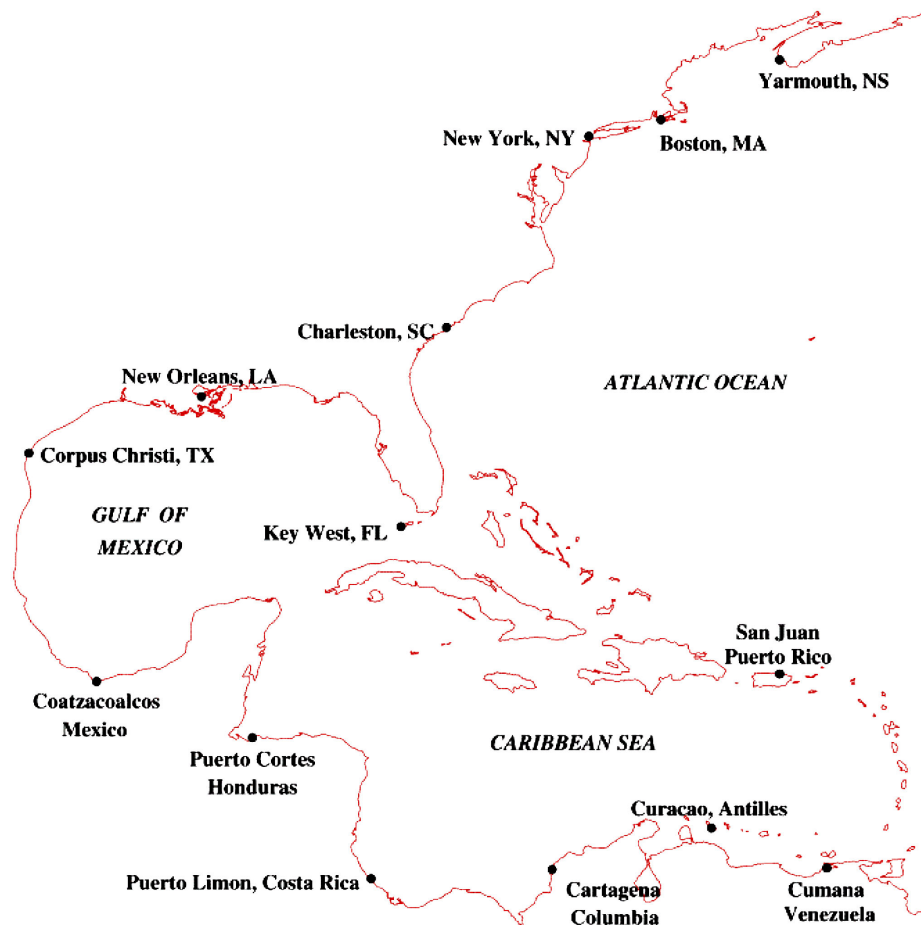 Yarmouth, NS
New York, NY
Boston, MA
Charleston, SC
New Orleans, LA
ATLANTIC OCEAN
Corpus Christi, TX
GULF OF
MEXICO
Key West, FL
San Juan
Puerto Rico
Coatzacoalcos
Mexico
Puerto Cortes
Honduras
CARIBBEAN SEA
Curacao, Antilles
Puerto Limon, Costa Rica
Cartagena
Columbia
Cumana
Venezuela